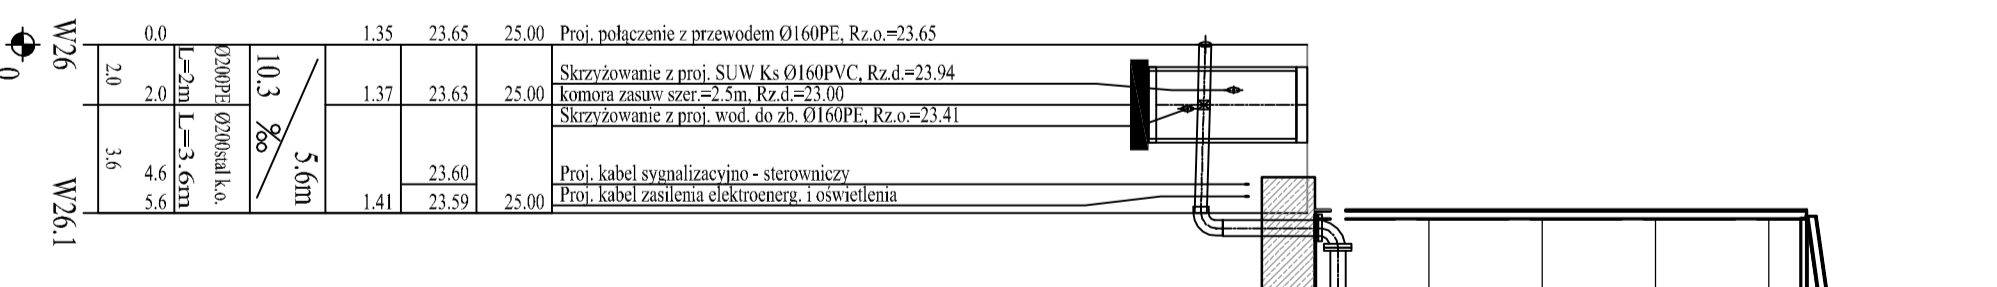 W26
0
0.0 1.35 23.65 25.00 Proj. połączenie z przewodem Ø160PE, Rz.o.=23.65
Skrzyżowanie z proj. SUW Ks Ø160PVC, Rz.d.=23.94
2.0 1.37 23.63 25.00 komora zasuw szer.=2.5m, Rz.d.=23.00
Skrzyżowanie z proj. wod. do zb. Ø160PE, Rz.o.=23.41
4.6 23.60 Proj. kabel sygnalizacyjno - sterowniczy
5.6 1.41 23.59 25.00 Proj. kabel zasilenia elektroenerg. i oświetlenia
2.0 3.6
L=2m L=3.6m
Ø200PE Ø200stal k.o.
10.3 ‰
5.6m
W26.1